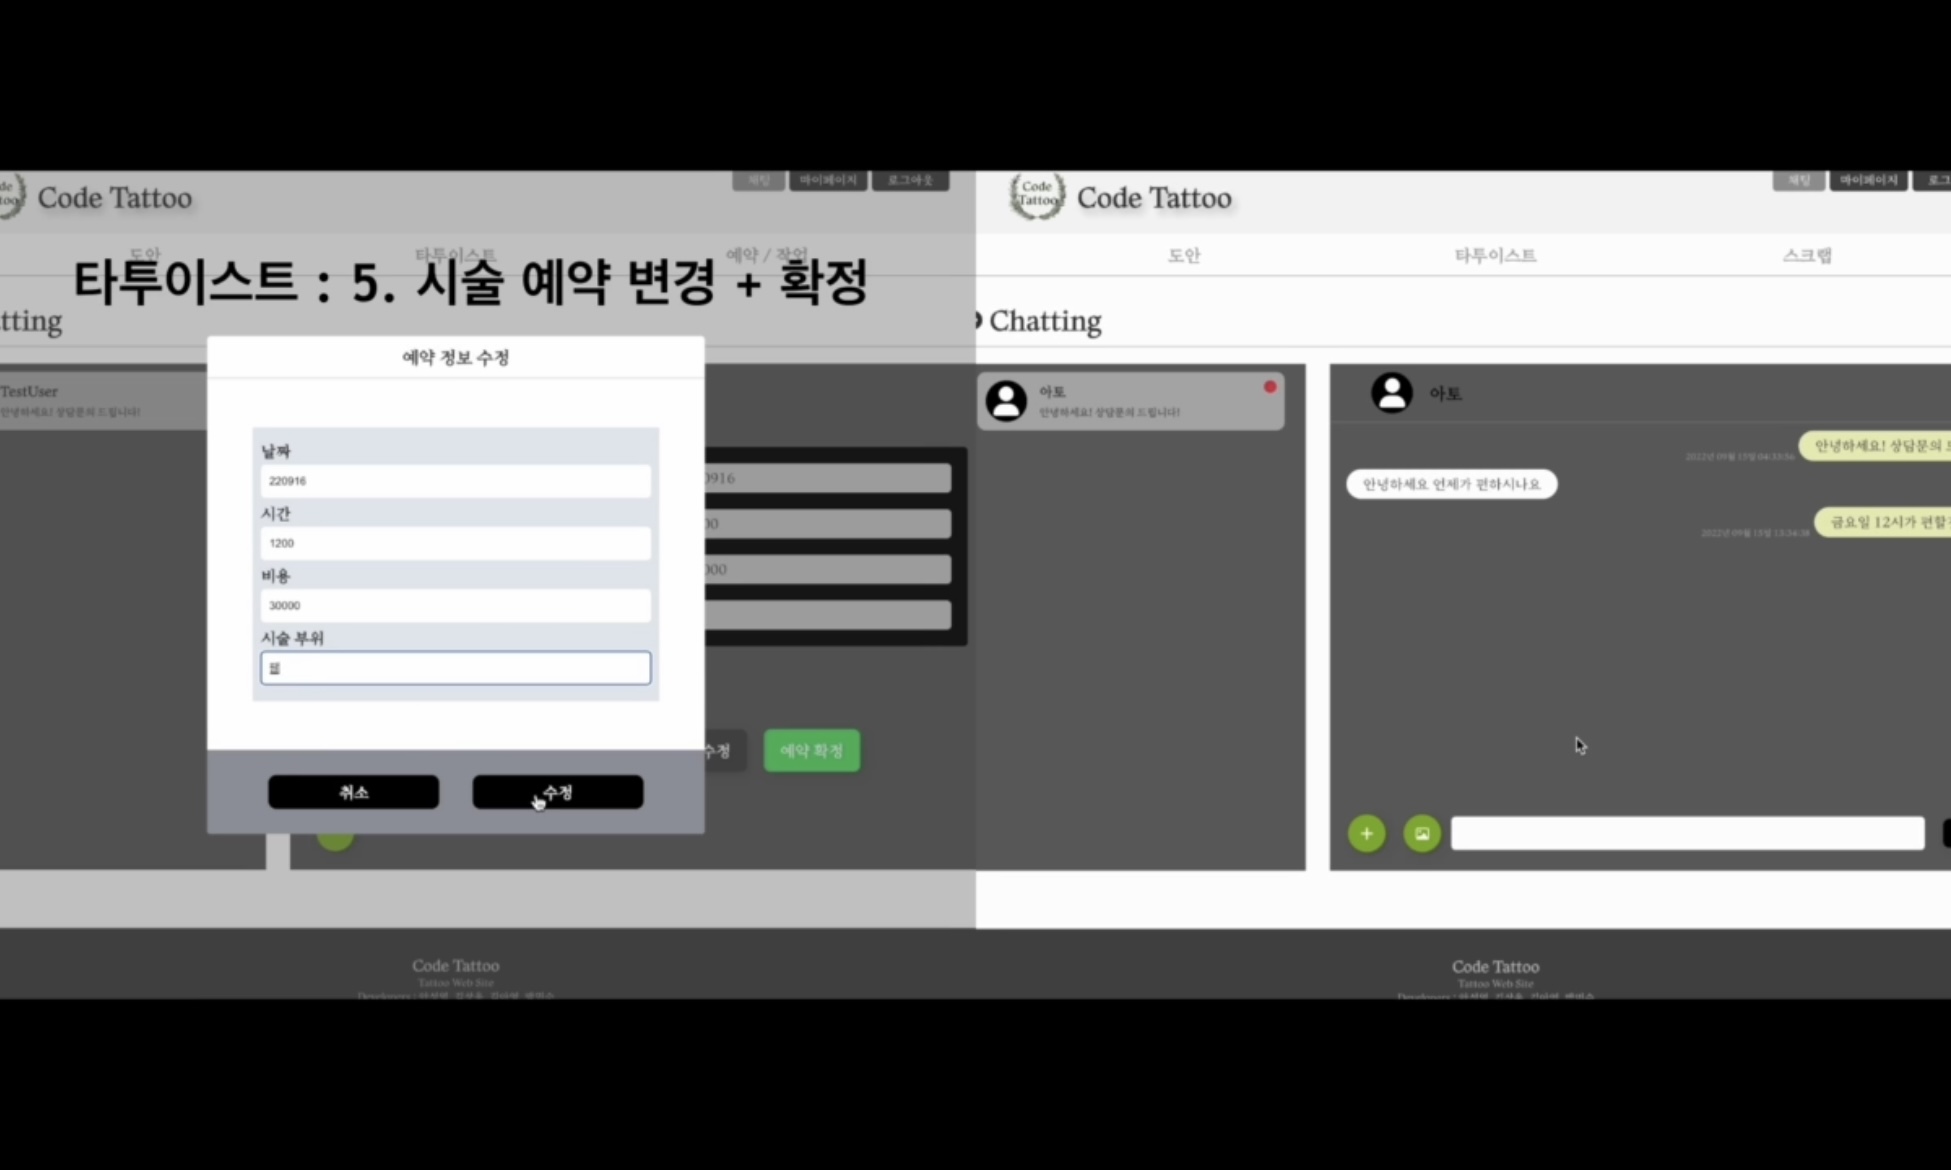 Code Tattoo
채팅
마이페이지
로그아웃
도안
타투이스트
예약 / 작업
타투이스트 : 5. 시술 예약 변경 + 확정
tting
TestUser
안녕하세요! 상담문의 드립니다!
예약 정보 수정
날짜
220916
시간
1200
비용
30000
시술 부위
취소
수정
0916
00
000
수정
예약 확정
Code Tattoo
Tattoo Web Site
Code
Tattoo
Code Tattoo
채팅
마이페이지
로그
도안
타투이스트
스크랩
Chatting
아토
안녕하세요! 상담문의 드립니다!
아토
안녕하세요! 상담문의
2022년 09월 15일
안녕하세요 언제가 편하시나요
금요일 12시가 편할
2022년 09월 15일 13:34:38
Code Tattoo
Tattoo Web Site
Developers :